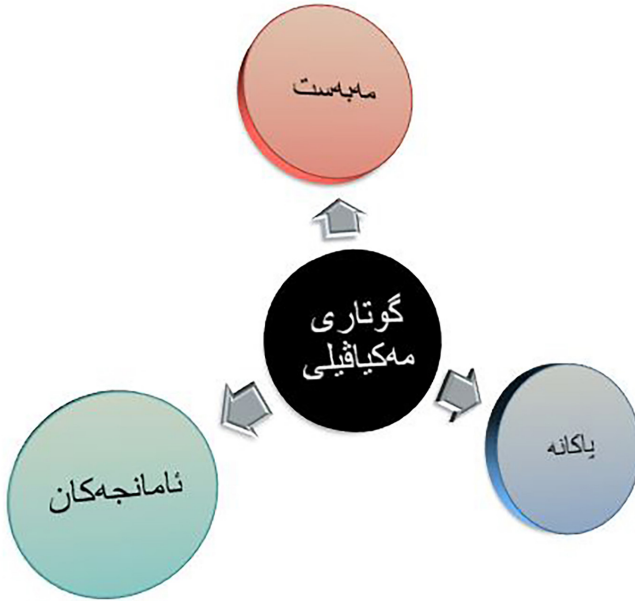 مەبەست
گوتاری
مەکیاڤیلی
پاکانە
ئامانجەکان